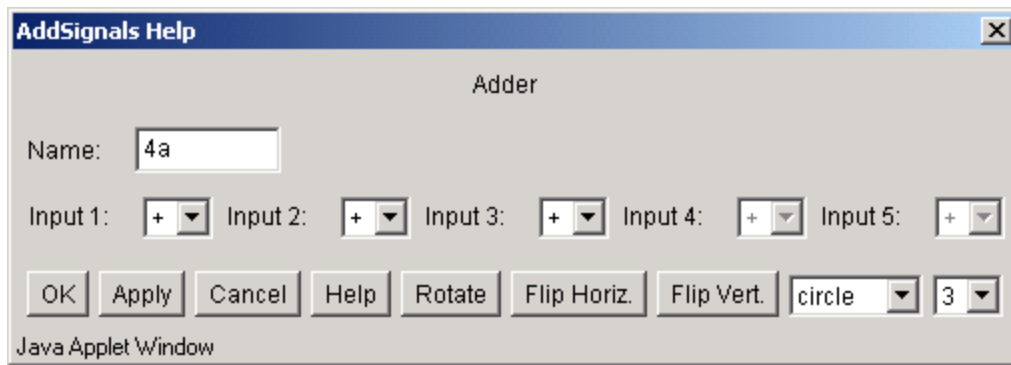 AddSignals Help
Adder
Name: 4a
Input 1: + Input 2: + Input 3: + Input 4: + Input 5: +
OK Apply Cancel Help Rotate Flip Horiz. Flip Vert. circle 3
Java Applet Window